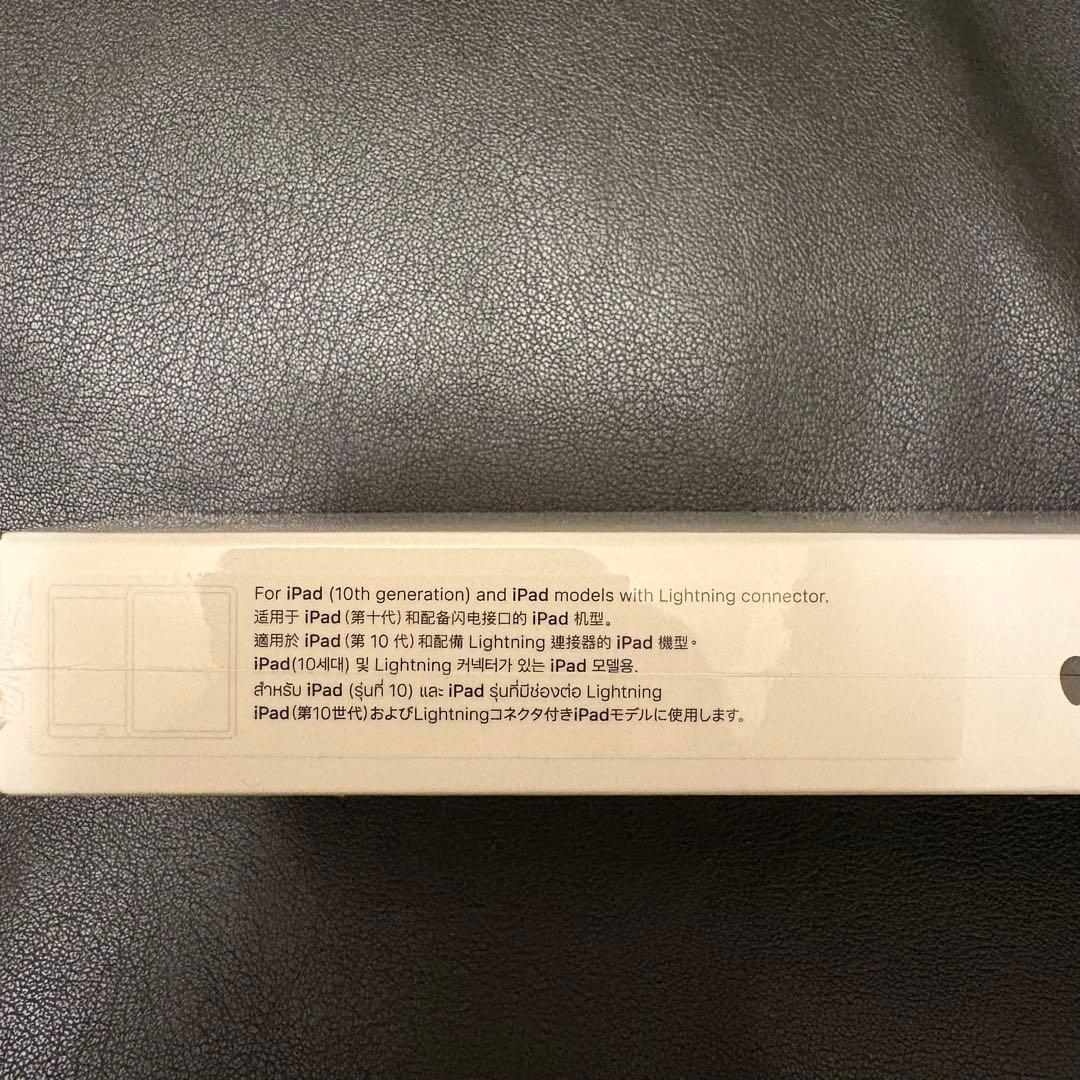 For iPad (10th generation) and iPad models with Lightning connector.
适用于 iPad (第十代) 和配备闪电接口的 iPad 机型。
適用於 iPad (第 10 代) 和配備 Lightning 連接器的 iPad 機型。
iPad(10세대) 및 Lightning 커넥터가 있는 iPad 모델용.
สำหรับ iPad (รุ่นที่ 10) และ iPad รุ่นที่มีช่องต่อ Lightning
iPad(第10世代)およびLightningコネクタ付きiPadモデルに使用します。